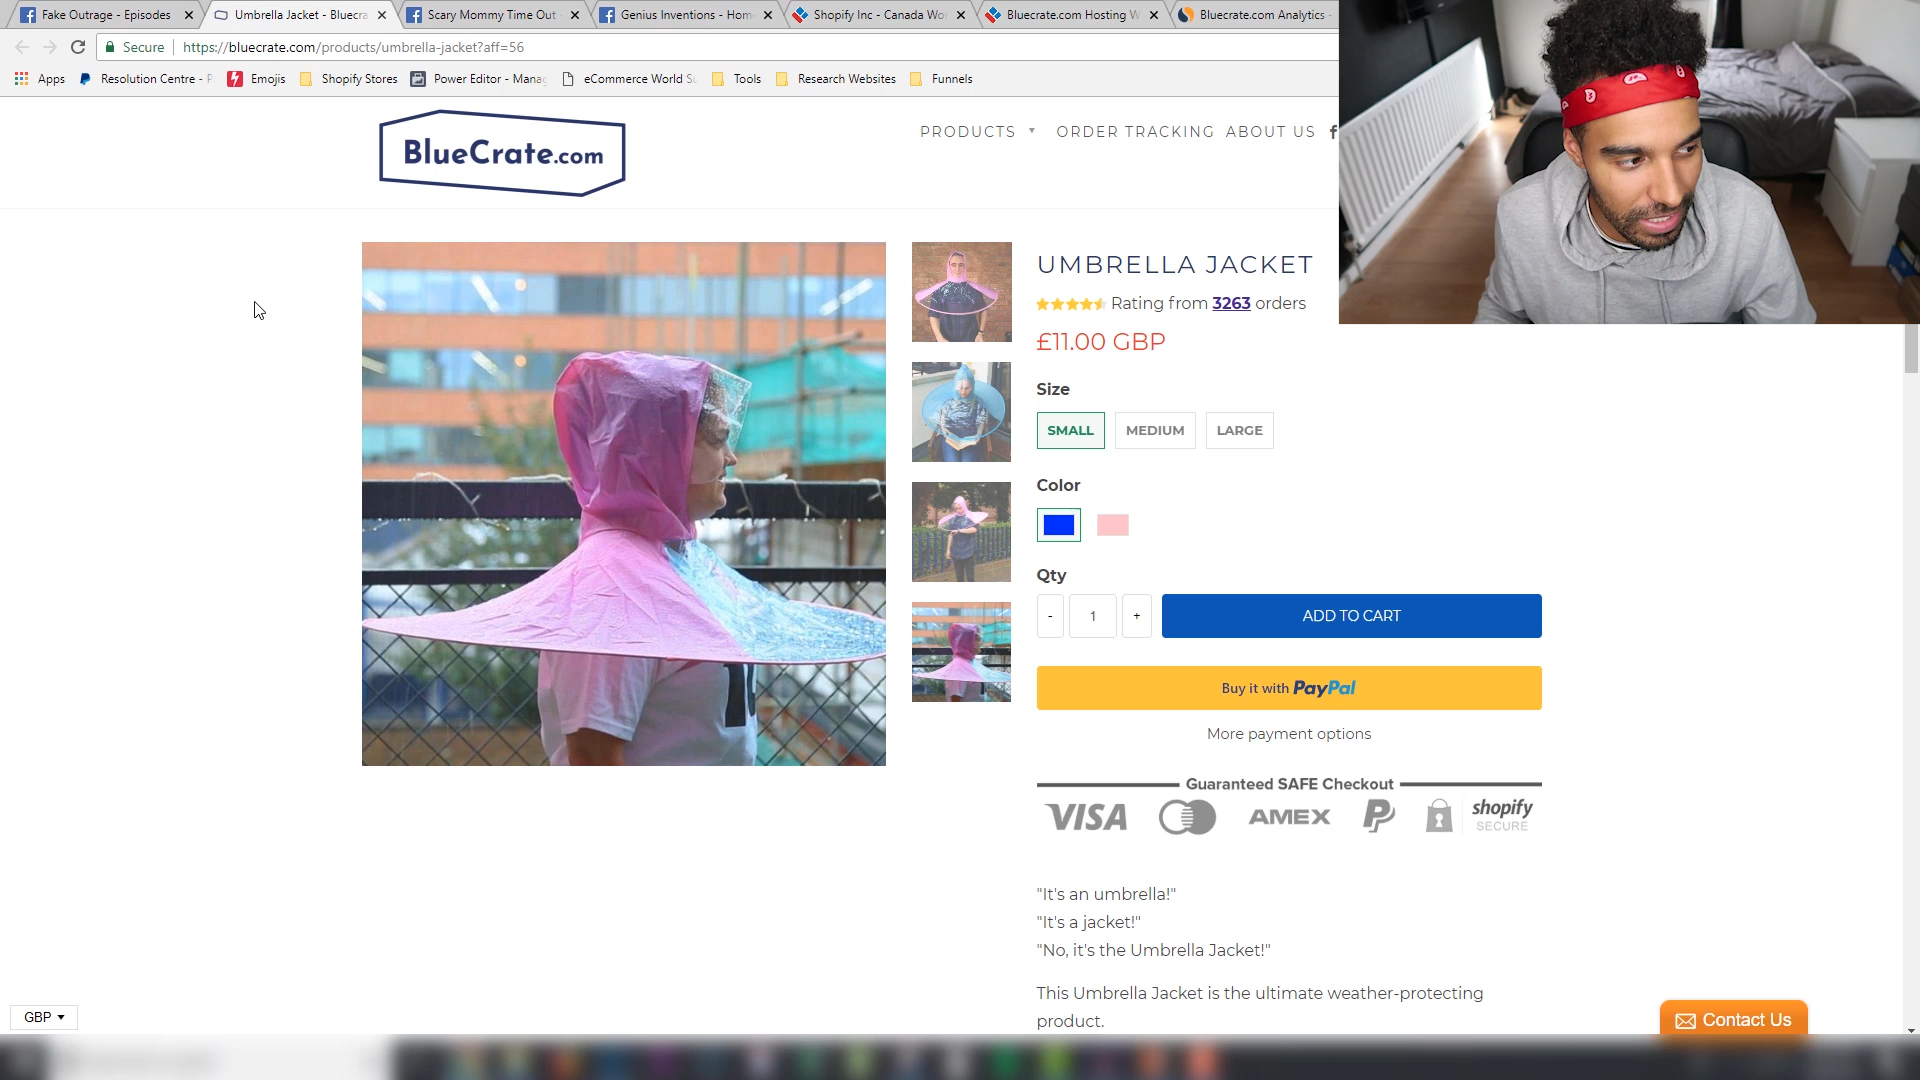 Fake Outrage - Episodes
Umbrella Jacket - Bluecra
Scary Mommy Time Out
Genius Inventions - Hom
Shopify Inc - Canada Wo
Bluecrate.com Hosting W
Bluecrate.com Analytics -
Secure
https://bluecrate.com/products/umbrella-jacket?aff=56
Apps
Resolution Centre - P
Emojis
Shopify Stores
Power Editor - Mana
eCommerce World S
Tools
Research Websites
Funnels
BlueCrate.com
PRODUCTS
ORDER TRACKING
ABOUT US
UMBRELLA JACKET
Rating from 3263 orders
£11.00 GBP
Size
SMALL
MEDIUM
LARGE
Color
Qty
- 1 +
ADD TO CART
Buy it with PayPal
More payment options
Guaranteed SAFE Checkout
VISA
AMEX
shopify
SECURE
"It's an umbrella!"
"It's a jacket!"
"No, it's the Umbrella Jacket!"
This Umbrella Jacket is the ultimate weather-protecting
product.
GBP
Contact Us